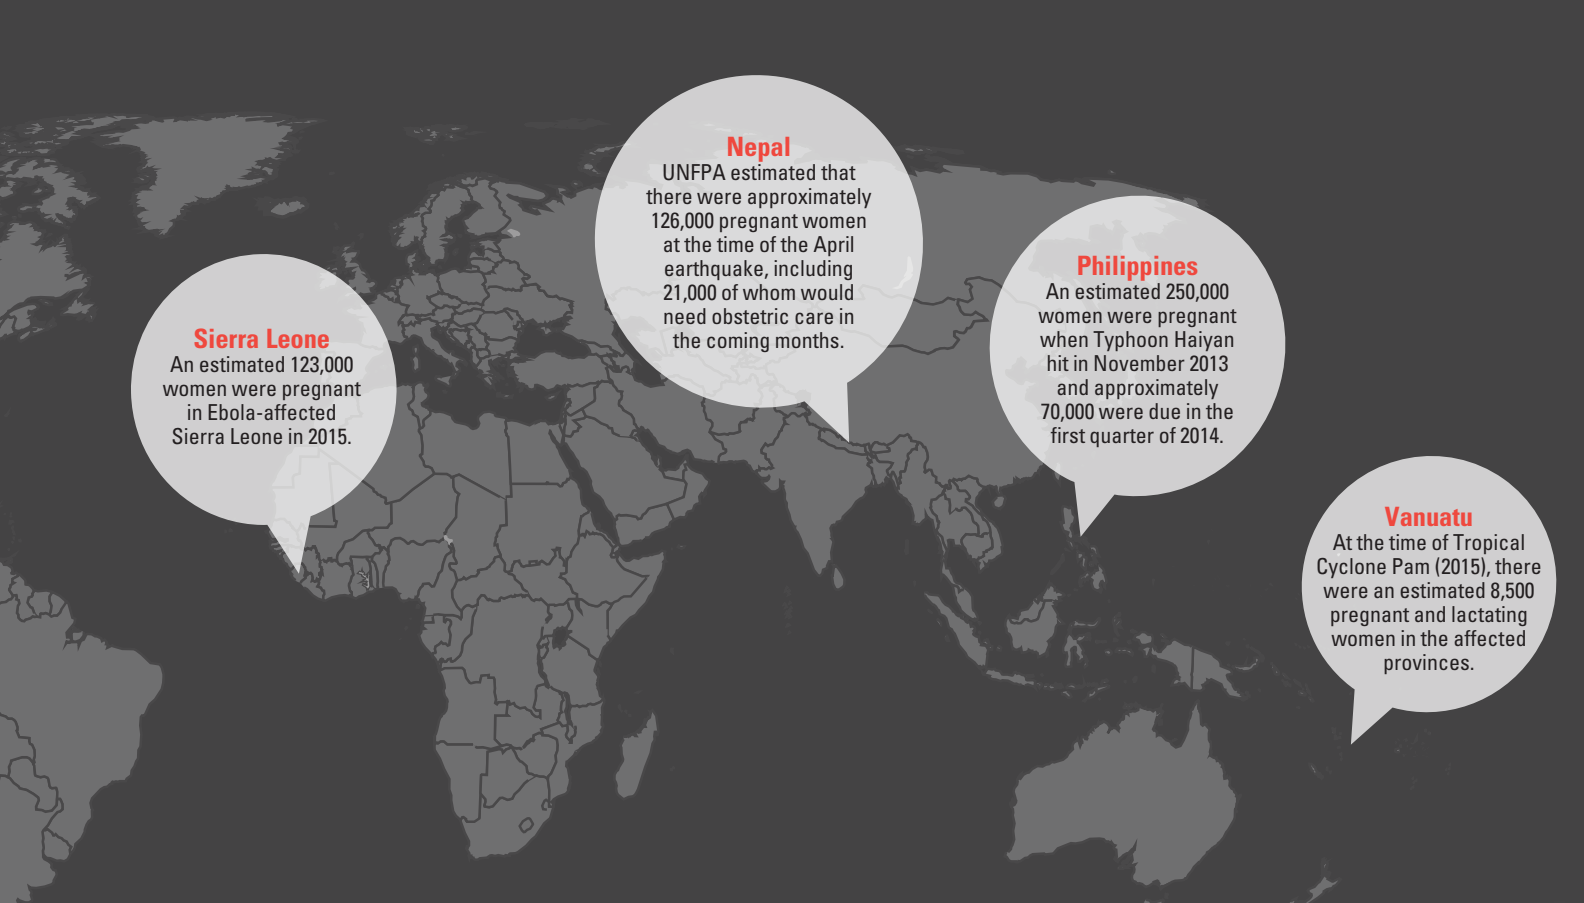 Nepal
UNFPA estimated that
there were approximately
126,000 pregnant women
at the time of the April
earthquake, including
21,000 of whom would
need obstetric care in
the coming months.
Philippines
An estimated 250,000
women were pregnant
when Typhoon Haiyan
hit in November 2013
and approximately
70,000 were due in the
first quarter of 2014.
Sierra Leone
An estimated 123,000
women were pregnant
in Ebola-affected
Sierra Leone in 2015.
Vanuatu
At the time of Tropical
Cyclone Pam (2015), there
were an estimated 8,500
pregnant and lactating
women in the affected
provinces.